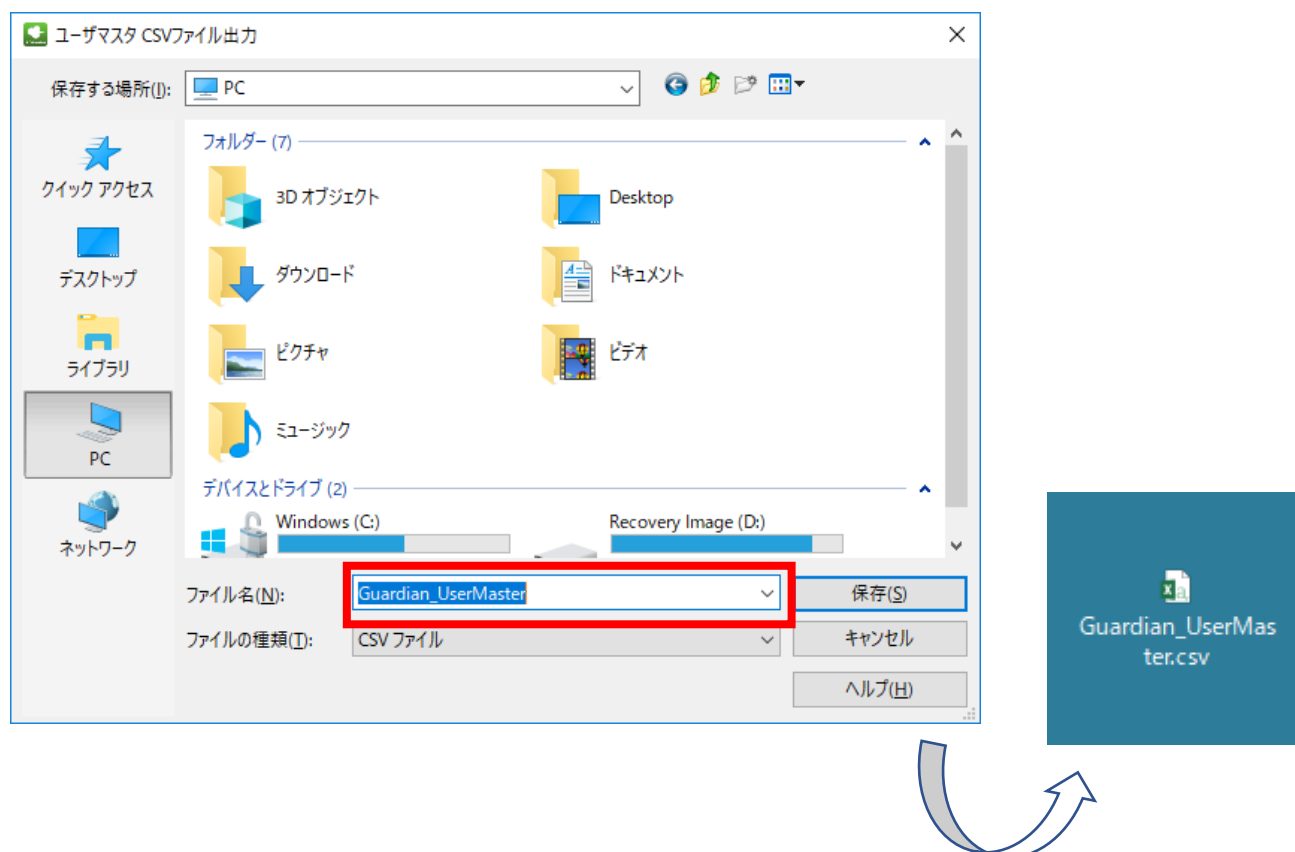 ユーザマスタ CSVファイル出力
保存する場所(I):
PC
クイック アクセス
デスクトップ
ライブラリ
PC
ネットワーク
フォルダー (7)
3D オブジェクト
Desktop
ダウンロード
ドキュメント
ピクチャ
ビデオ
ミュージック
デバイスとドライブ (2)
Windows (C:)
Recovery Image (D:)
ファイル名(N):
Guardian_UserMaster
保存(S)
ファイルの種類(T):
CSV ファイル
キャンセル
ヘルプ(H)
Guardian_UserMas
ter.csv